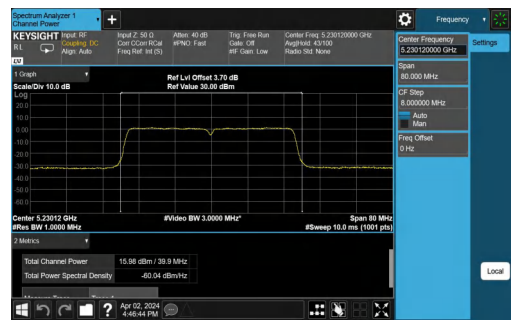 Spectrum Analyzer 1
Channel Power
+
Frequency
KEYSIGHT Input: RF
RL
Coupling: DC
Align: Auto
Input Z: 50 Ω
Corr CCorr RCal
Freq Ref: Int (S)
Atten: 40 dB
#PNO: Fast
Trig: Free Run
Gate: Off
#IF Gain: Low
Center Freq: 5.230120000 GHz
Avg|Hold: 43/100
Radio Std: None
LVI
Center Frequency
5.230120000 GHz
Settings
Span
80.000 MHz
CF Step
8.000000 MHz
Auto
Man
Freq Offset
0 Hz
Local
1 Graph
Scale/Div 10.0 dB
Ref Lvl Offset 3.70 dB
Ref Value 30.00 dBm
Log
20.0
10.0
0.00
-10.0
-20.0
-30.0
-40.0
-50.0
-60.0
Center 5.23012 GHz
#Video BW 3.0000 MHz*
Span 80 MHz
#Res BW 1.0000 MHz
#Sweep 10.0 ms (1001 pts)
2 Metrics
Total Channel Power 15.98 dBm / 39.9 MHz
Total Power Spectral Density -60.04 dBm/Hz
?
Apr 02, 2024
4:46:44 PM